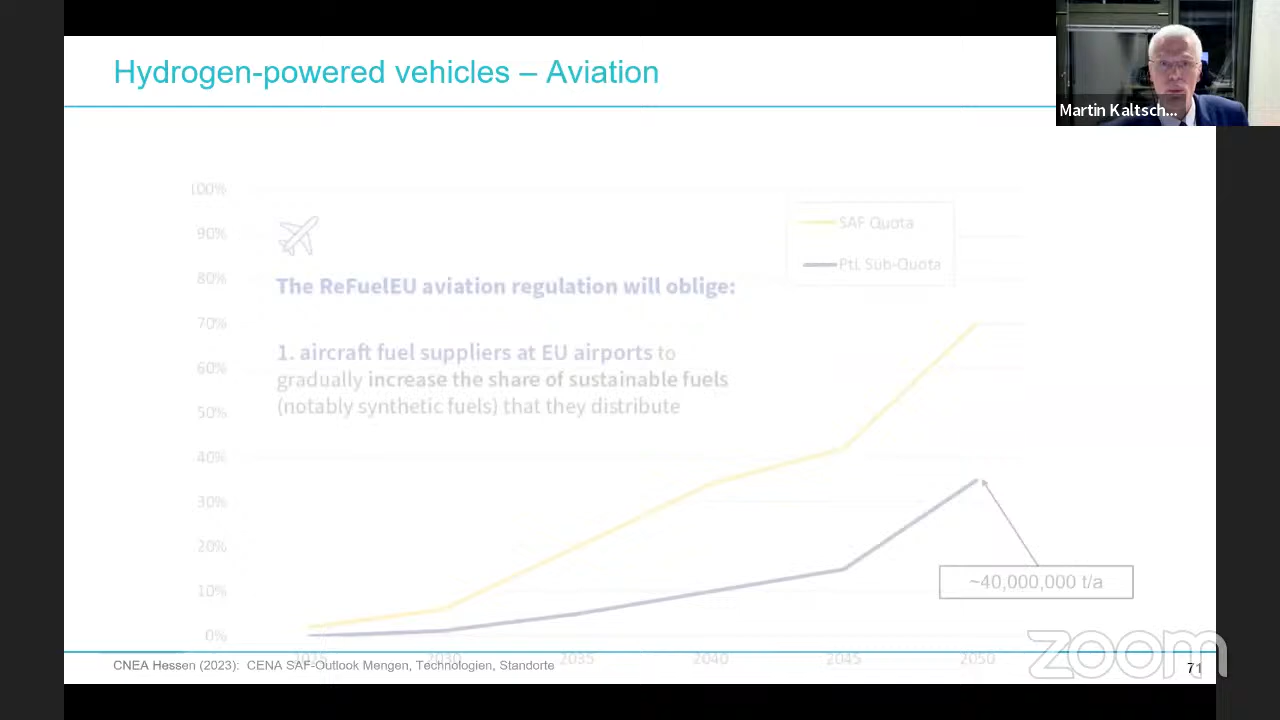 Hydrogen-powered vehicles – Aviation
Martin Kaltsch...
100%
90%
80%
70%
60%
50%
40%
30%
20%
10%
0%
SAF Quota
PtL Sub-Quota
The ReFuelEU aviation regulation will oblige:
1. aircraft fuel suppliers at EU airports to
gradually increase the share of sustainable fuels
(notably synthetic fuels) that they distribute
~40,000,000 t/a
2030
2035
2040
2045
2050
CNEA Hessen (2023): CENA SAF-Outlook Mengen, Technologien, Standorte
71
zoom